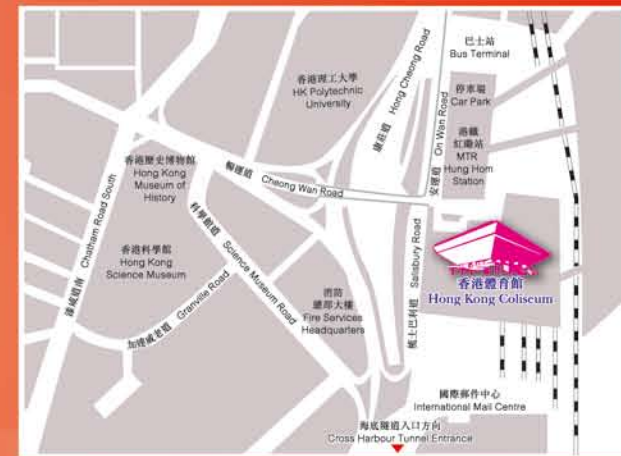 巴士站
Bus Terminal
香港理工大學
HK Polytechnic
University
康莊道 Hong Cheong Road
安運道 On Wan Road
停車場
Car Park
港鐵
紅磡站
MTR
Hung Hom
Station
香港歷史博物館
Hong Kong
Museum of
History
暢運道 Cheong Wan Road
漆咸道南 Chatham Road South
科學館道 Science Museum Road
香港科學館
Hong Kong
Science Museum
加連威老道 Granville Road
消防
總部大樓
Fire Services
Headquarters
梳士巴利道 Salisbury Road
香港體育館
Hong Kong Coliseum
國際郵件中心
International Mail Centre
海底隧道入口方向
Cross Harbour Tunnel Entrance